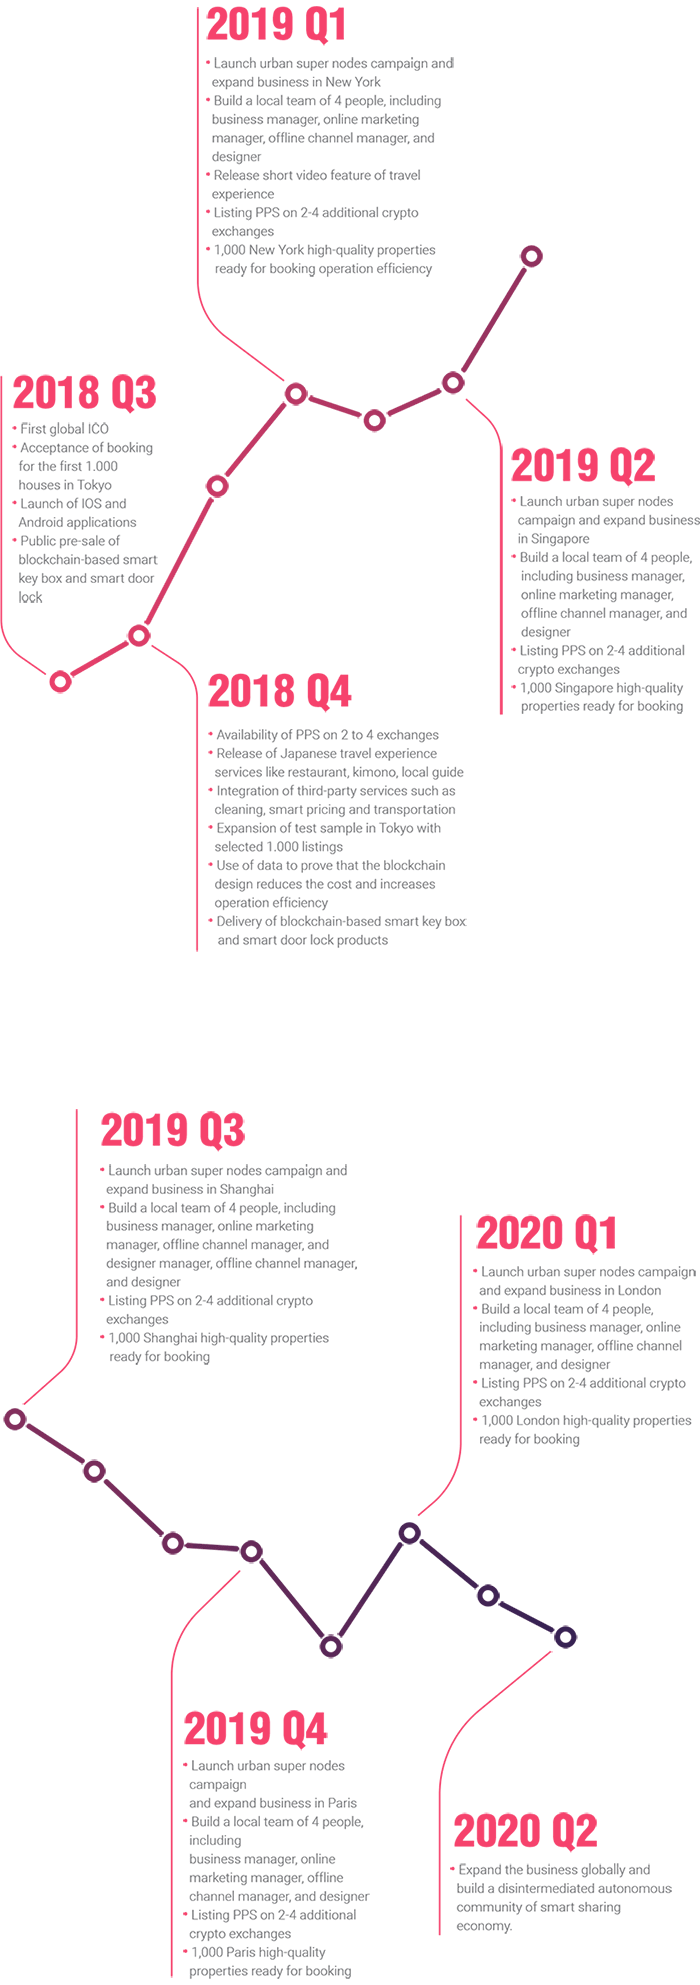 2019 Q1
• Launch urban super nodes campaign and
expand business in New York
• Build a local team of 4 people, including
business manager, online marketing
manager, offline channel manager, and
designer
• Release short video feature of travel
experience
• Listing PPS on 2-4 additional crypto
exchanges
• 1,000 New York high-quality properties
ready for booking operation efficiency
2018 Q3
• First global ICO
• Acceptance of booking
for the first 1.000
houses in Tokyo
• Launch of IOS and
Android applications
• Public pre-sale of
blockchain-based smart
key box and smart door
lock
2019 Q2
• Launch urban super nodes
campaign and expand business
in Singapore
• Build a local team of 4 people,
including business manager,
online marketing manager,
offline channel manager, and
designer
• Listing PPS on 2-4 additional
crypto exchanges
• 1,000 Singapore high-quality
properties ready for booking
2018 Q4
• Availability of PPS on 2 to 4 exchanges
• Release of Japanese travel experience
services like restaurant, kimono, local guide
• Integration of third-party services such as
cleaning, smart pricing and transportation
• Expansion of test sample in Tokyo with
selected 1.000 listings
• Use of data to prove that the blockchain
design reduces the cost and increases
operation efficiency
• Delivery of blockchain-based smart key box
and smart door lock products
2019 Q3
• Launch urban super nodes campaign and
expand business in Shanghai
• Build a local team of 4 people, including
business manager, online marketing
manager, offline channel manager, and
designer manager, offline channel manager,
and designer
• Listing PPS on 2-4 additional crypto
exchanges
• 1,000 Shanghai high-quality properties
ready for booking
2020 Q1
• Launch urban super nodes campaign
and expand business in London
• Build a local team of 4 people,
including business manager, online
marketing manager, offline channel
manager, and designer
• Listing PPS on 2-4 additional crypto
exchanges
• 1,000 London high-quality properties
ready for booking
2019 Q4
• Launch urban super nodes
campaign
and expand business in Paris
• Build a local team of 4 people,
including
business manager, online
marketing manager, offline
channel manager, and designer
• Listing PPS on 2-4 additional
crypto exchanges
• 1,000 Paris high-quality
properties ready for booking
2020 Q2
• Expand the business globally and
build a disintermediated autonomous
community of smart sharing
economy.